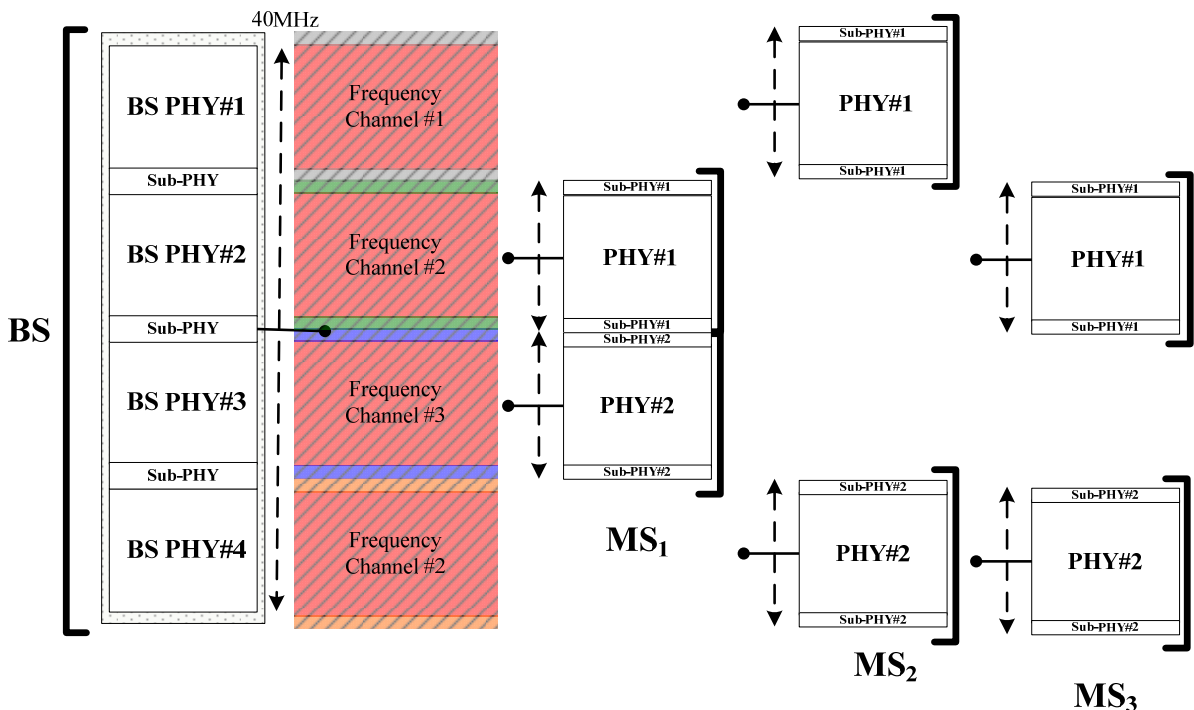 40MHz
BS
BS PHY#1
Sub-PHY
BS PHY#2
Sub-PHY
BS PHY#3
Sub-PHY
BS PHY#4
Frequency
Channel #1
Frequency
Channel #2
Frequency
Channel #3
Frequency
Channel #2
Sub-PHY#1
PHY#1
Sub-PHY#1
Sub-PHY#2
PHY#2
Sub-PHY#2
MS1
Sub-PHY#1
PHY#1
Sub-PHY#1
Sub-PHY#2
PHY#2
Sub-PHY#2
MS2
Sub-PHY#1
PHY#1
Sub-PHY#1
Sub-PHY#2
PHY#2
Sub-PHY#2
MS3